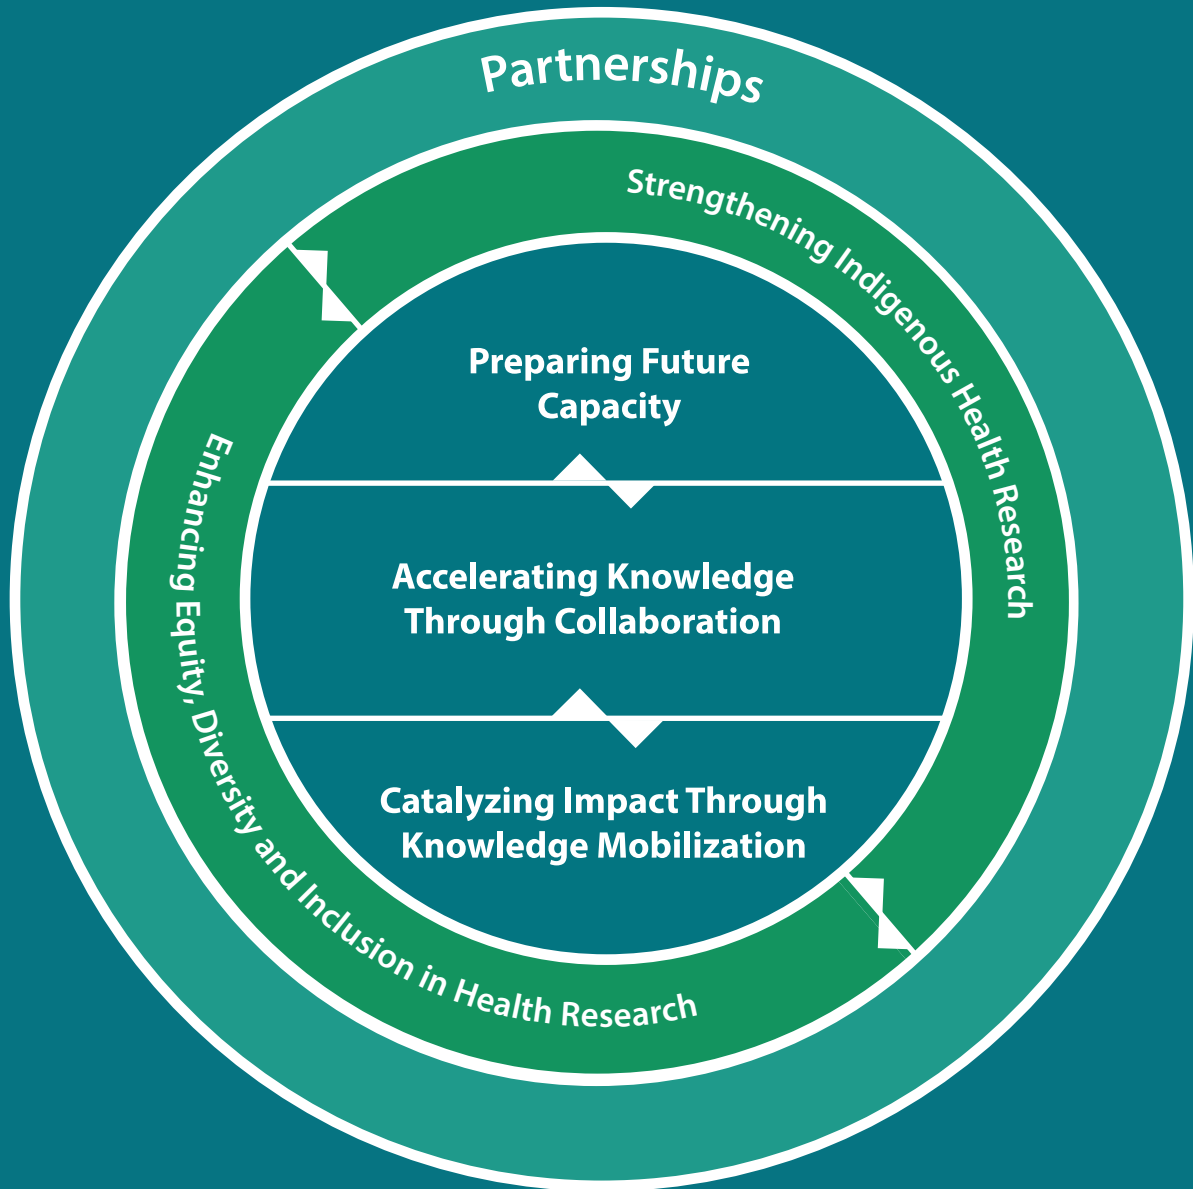 Partnerships
Strengthening Indigenous Health Research
Preparing Future
Capacity
Accelerating Knowledge
Through Collaboration
Catalyzing Impact Through
Knowledge Mobilization
Enhancing Equity, Diversity and Inclusion in Health Research